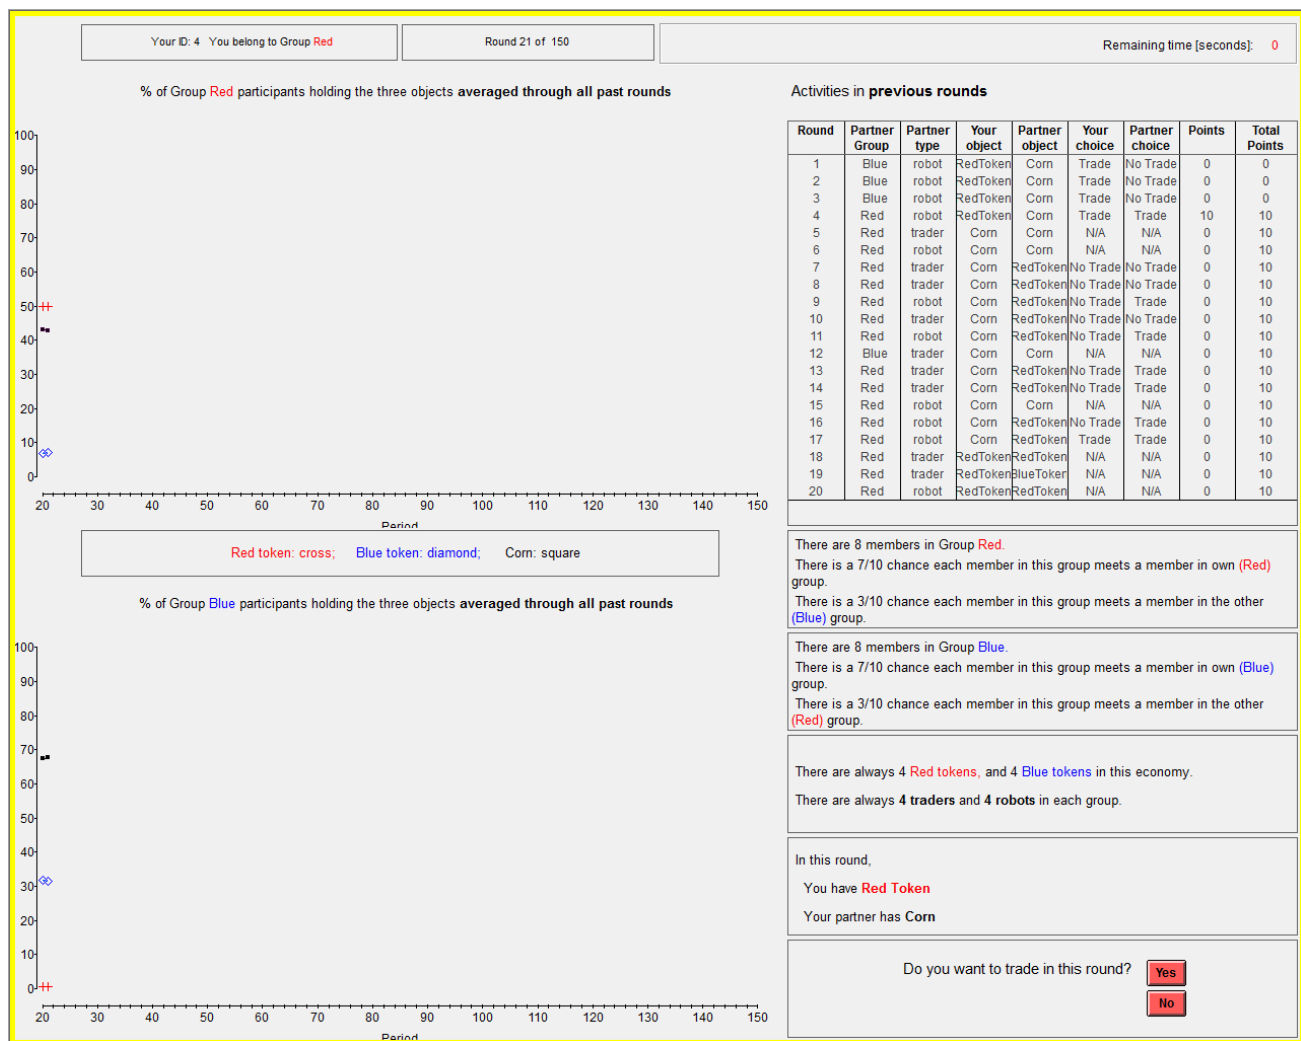 Your ID: 4 You belong to Group Red
Round 21 of 150
Remaining time [seconds]: 0
% of Group Red participants holding the three objects averaged through all past rounds
100
90
80
70
60
50
40
30
20
10
0
20 30 40 50 60 70 80 90 100 110 120 130 140 150
Period
Red token: cross; Blue token: diamond; Corn: square
% of Group Blue participants holding the three objects averaged through all past rounds
100
90
80
70
60
50
40
30
20
10
0
20 30 40 50 60 70 80 90 100 110 120 130 140 150
Period
Activities in previous rounds
Round Partner Group Partner type Your object Partner object Your choice Partner choice Points Total Points
1 Blue robot RedToken Corn Trade No Trade 0 0
2 Blue robot RedToken Corn Trade No Trade 0 0
3 Blue robot RedToken Corn Trade No Trade 0 0
4 Red robot RedToken Corn Trade Trade 10 10
5 Red trader Corn Corn N/A N/A 0 10
6 Red robot Corn Corn N/A N/A 0 10
7 Red trader Corn RedToken No Trade No Trade 0 10
8 Red trader Corn RedToken No Trade No Trade 0 10
9 Red robot Corn RedToken No Trade Trade 0 10
10 Red trader Corn RedToken No Trade No Trade 0 10
11 Red robot Corn RedToken No Trade Trade 0 10
12 Blue trader Corn Corn N/A N/A 0 10
13 Red trader Corn RedToken No Trade Trade 0 10
14 Red trader Corn RedToken No Trade Trade 0 10
15 Red robot Corn Corn N/A N/A 0 10
16 Red robot Corn RedToken No Trade Trade 0 10
17 Red robot Corn RedToken Trade Trade 0 10
18 Red trader RedToken RedToken N/A N/A 0 10
19 Red trader RedToken BlueToken N/A N/A 0 10
20 Red robot RedToken RedToken N/A N/A 0 10
There are 8 members in Group Red.
There is a 7/10 chance each member in this group meets a member in own (Red)
group.
There is a 3/10 chance each member in this group meets a member in the other
(Blue) group.
There are 8 members in Group Blue.
There is a 7/10 chance each member in this group meets a member in own (Blue)
group.
There is a 3/10 chance each member in this group meets a member in the other
(Red) group.
There are always 4 Red tokens, and 4 Blue tokens in this economy.
There are always 4 traders and 4 robots in each group.
In this round,
You have Red Token
Your partner has Corn
Do you want to trade in this round?
Yes
No